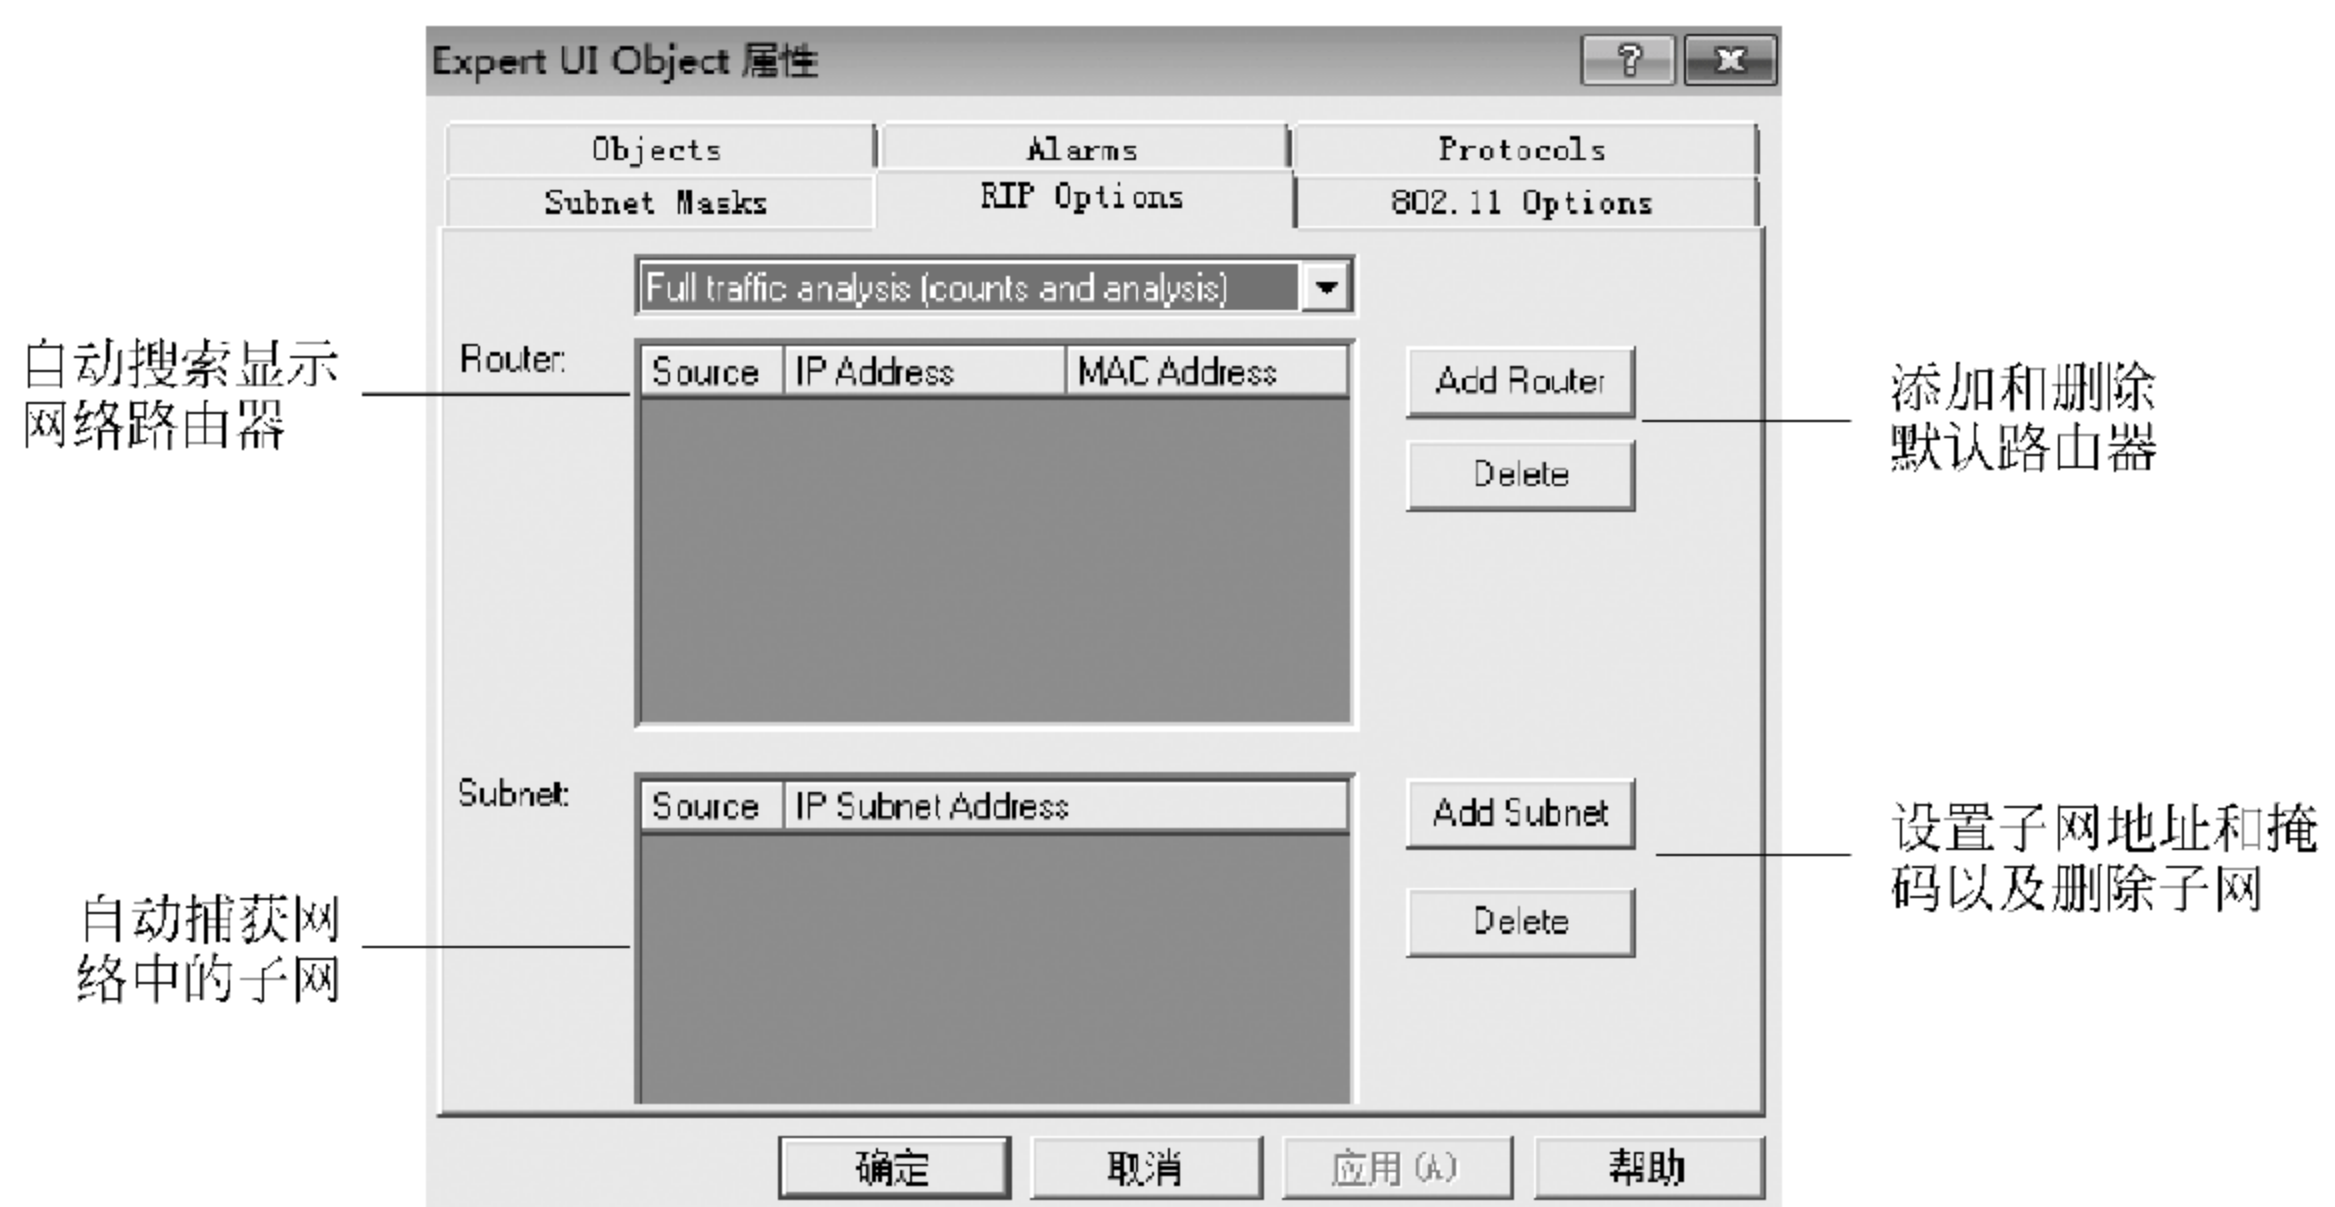 Expert UI Object 属性
Objects
Alarms
Protocols
Subnet Masks
RIP Options
802.11 Options
Full traffic analysis (counts and analysis)
Router:
Source
IP Address
MAC Address
Add Router
Delete
自动搜索显示
网络路由器
添加和删除
默认路由器
Subnet:
Source
IP Subnet Address
Add Subnet
Delete
自动捕获网
络中的子网
设置子网地址和掩
码以及删除子网
确定
取消
应用(A)
帮助